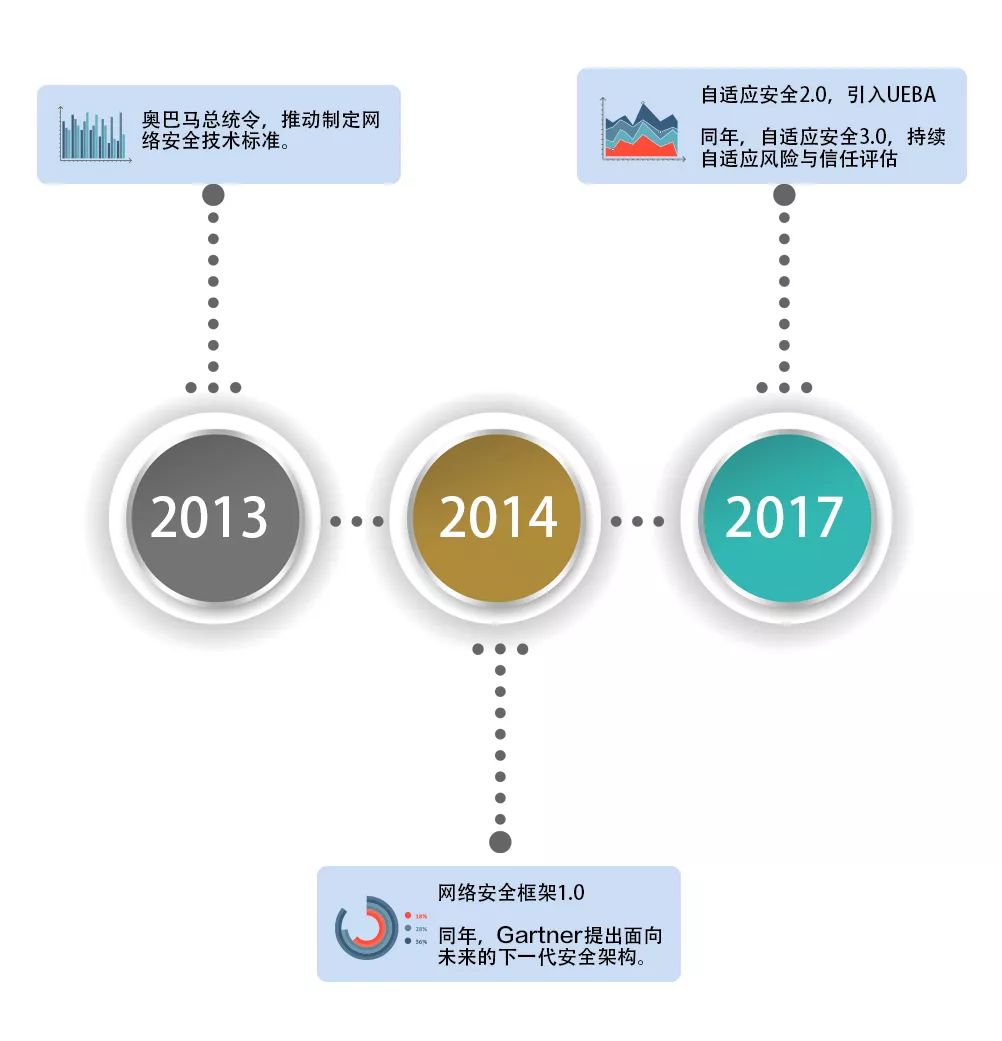 奥巴马总统令，推动制定网
络安全技术标准。
自适应安全2.0，引入UEBA
同年，自适应安全3.0，持续
自适应风险与信任评估
2013
2014
2017
网络安全框架1.0
同年，Gartner提出面向
未来的下一代安全架构。
18%
28%
36%